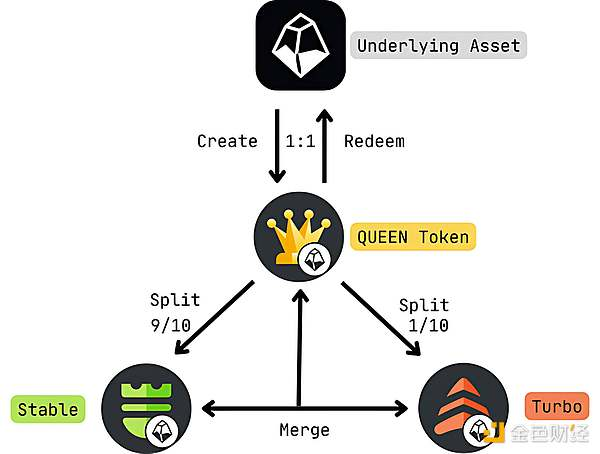 Underlying Asset
Create 1:1 Redeem
QUEEN Token
Split
9/10
Split
1/10
Stable
Turbo
Merge
金色财经